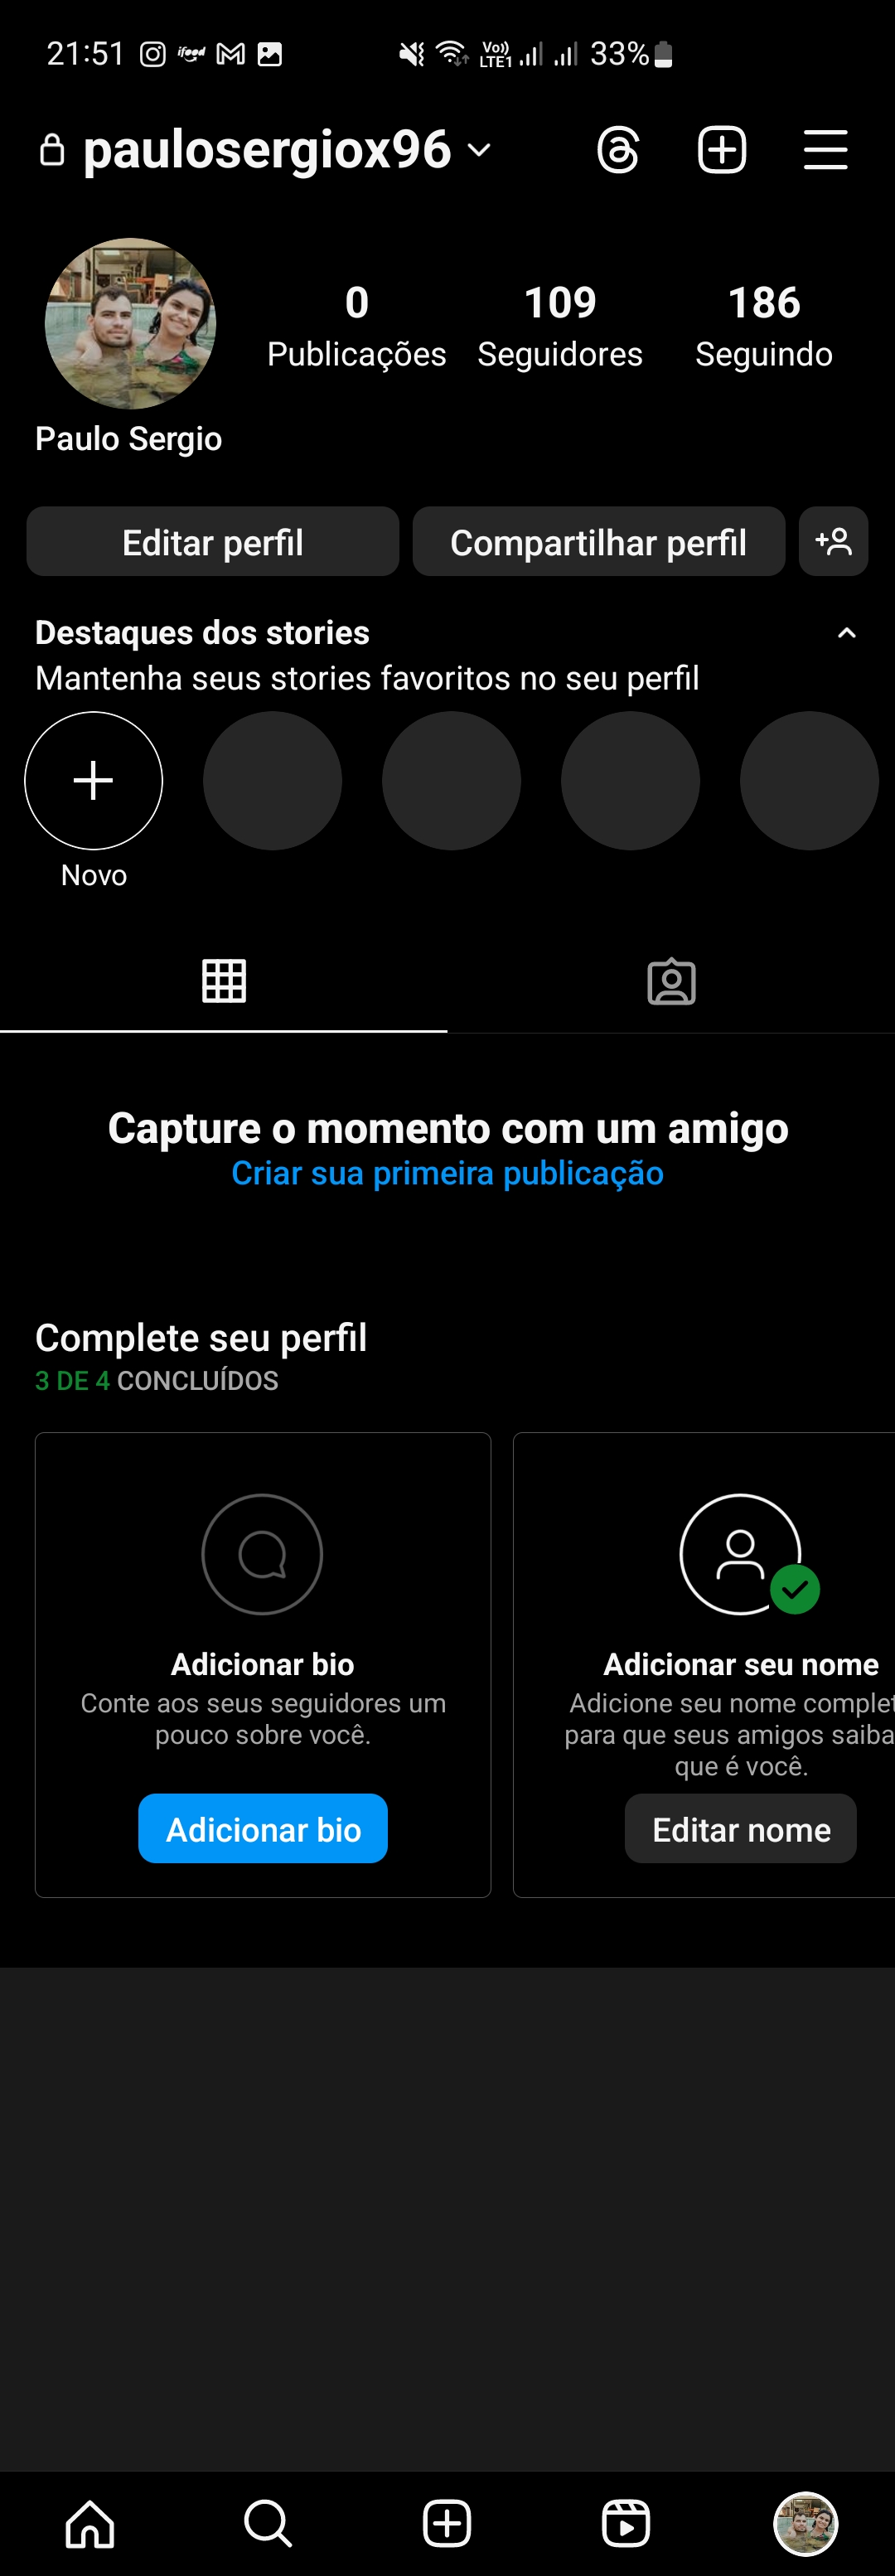 21:51 ifood Vo)) LTE1 33%
paulosergiox96
0 109 186
Publicações Seguidores Seguindo
Paulo Sergio
Editar perfil Compartilhar perfil
Destaques dos stories
Mantenha seus stories favoritos no seu perfil
Novo
Capture o momento com um amigo
Criar sua primeira publicação
Complete seu perfil
3 DE 4 CONCLUÍDOS
Adicionar bio
Conte aos seus seguidores um
pouco sobre você.
Adicionar bio
Adicionar seu nome
Adicione seu nome complet
para que seus amigos saiba
que é você.
Editar nome